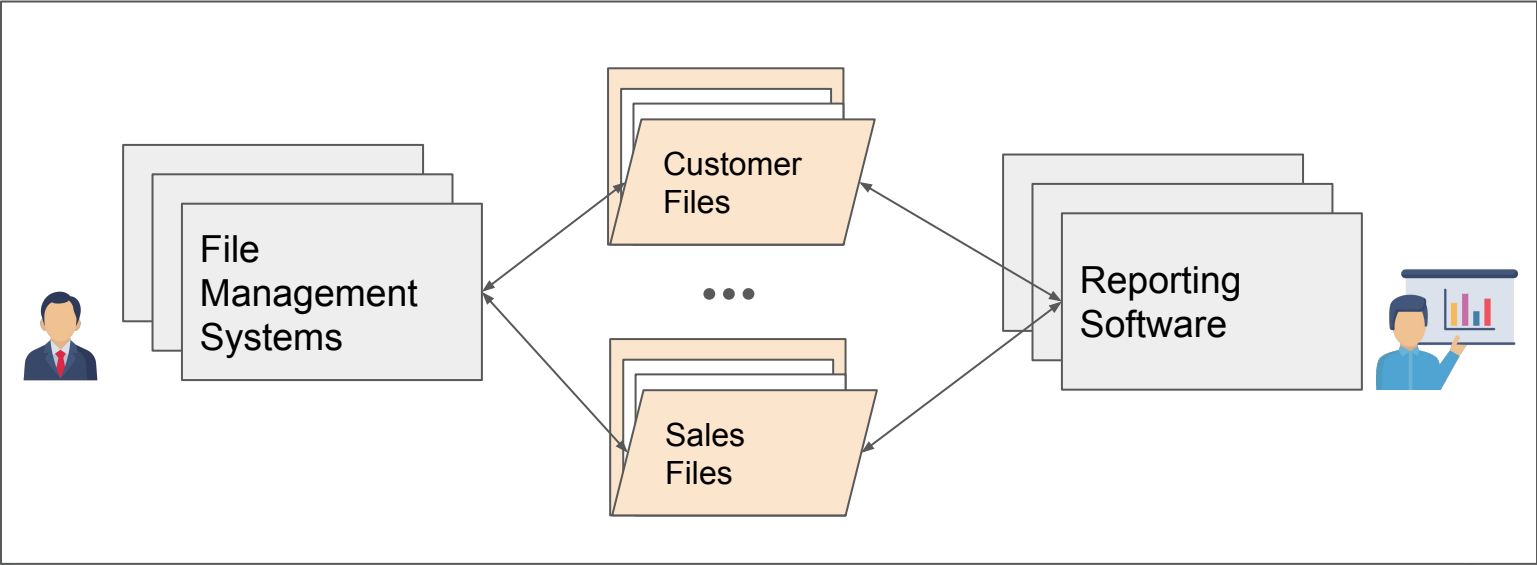 File
Management
Systems
Customer
Files
Sales
Files
Reporting
Software